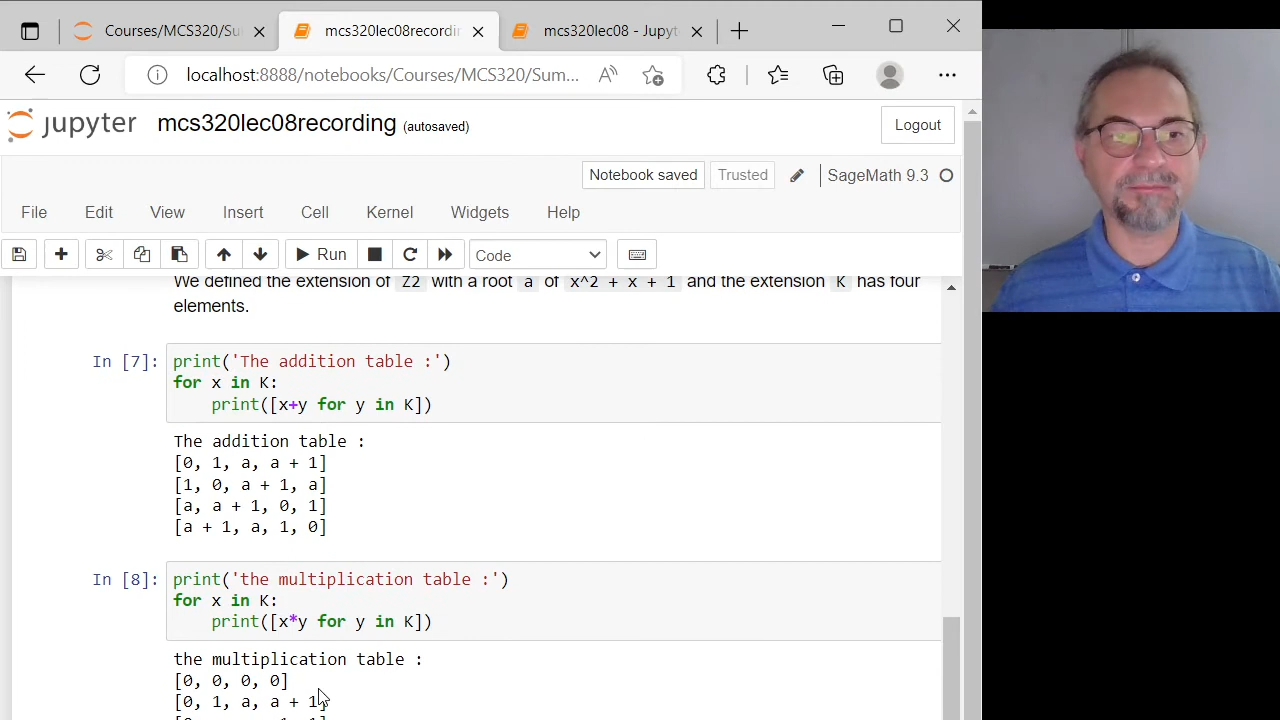 Courses/MCS320/Su
mcs320lec08recordin
mcs320lec08 - Jupyt
localhost:8888/notebooks/Courses/MCS320/Sum...
jupyter
mcs320lec08recording (autosaved)
Logout
Notebook saved
Trusted
SageMath 9.3
File Edit View Insert Cell Kernel Widgets Help
Run
Code
We defined the extension of Z2 with a root a of x^2 + x + 1 and the extension K has four
elements.
In [7]: print('The addition table :')
for x in K:
print([x+y for y in K])
The addition table :
[0, 1, a, a + 1]
[1, 0, a + 1, a]
[a, a + 1, 0, 1]
[a + 1, a, 1, 0]
In [8]: print('the multiplication table :')
for x in K:
print([x*y for y in K])
the multiplication table :
[0, 0, 0, 0]
[0, 1, a, a + 1]